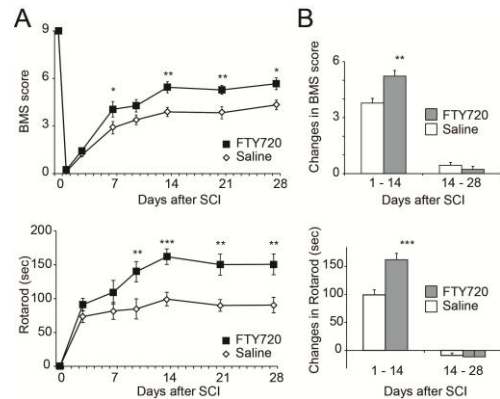 A
B
BMS score
9
6
3
0
*
**
**
*
FTY720
Saline
0
7
14
21
28
Days after SCI
Changes in BMS score
6
3
0
**
FTY720
Saline
1 - 14
14 - 28
Days after SCI
Rotarod (sec)
200
150
100
50
0
**
***
**
**
FTY720
Saline
0
7
14
21
28
Days after SCI
Changes in Rotarod (sec)
150
100
50
0
***
FTY720
Saline
1 - 14
14 - 28
Days after SCI